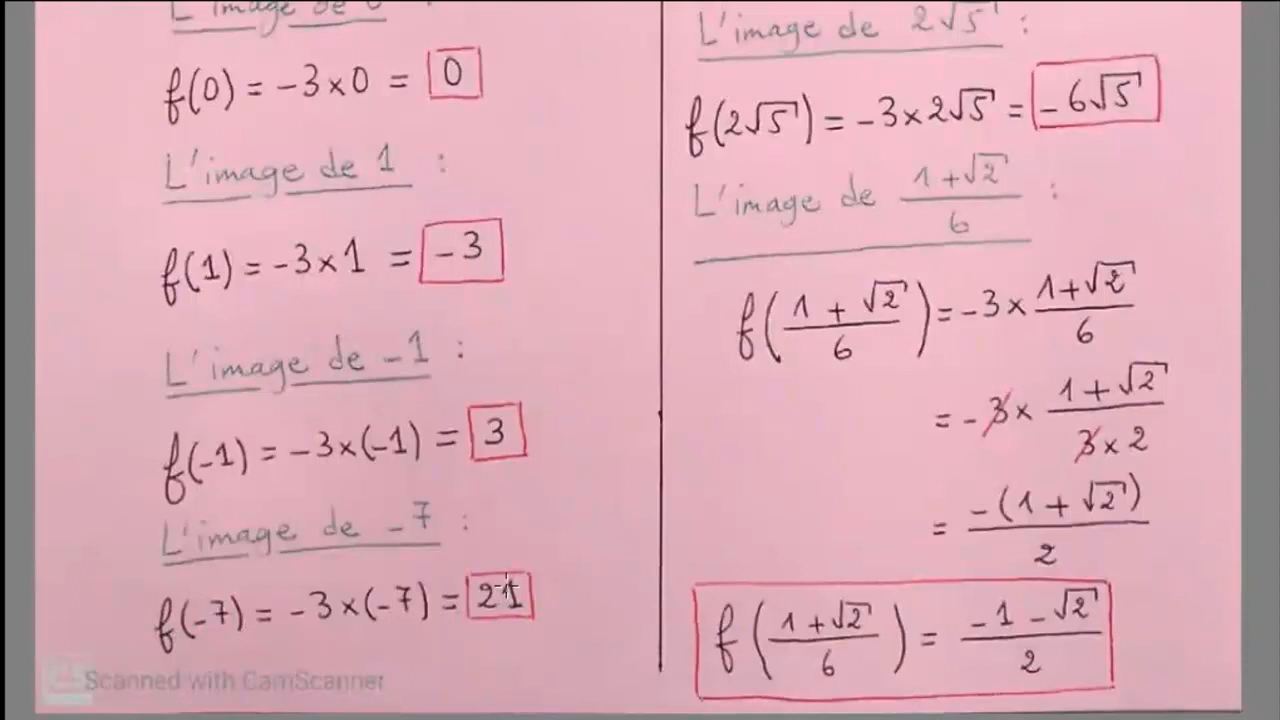 L'image de 0 :
f(0) = -3×0 = 0
L'image de 1 :
f(1) = -3×1 = -3
L'image de -1 :
f(-1) = -3×(-1) = 3
L'image de -7 :
f(-7) = -3×(-7) = 21
Scanned with CamScanner
L'image de 2√5 :
f(2√5) = -3×2√5 = -6√5
L'image de (1+√2)/6 :
f((1+√2)/6) = -3×(1+√2)/6
= -3×(1+√2)/(3×2)
= -(1+√2)/2
f((1+√2)/6) = (-1-√2)/2